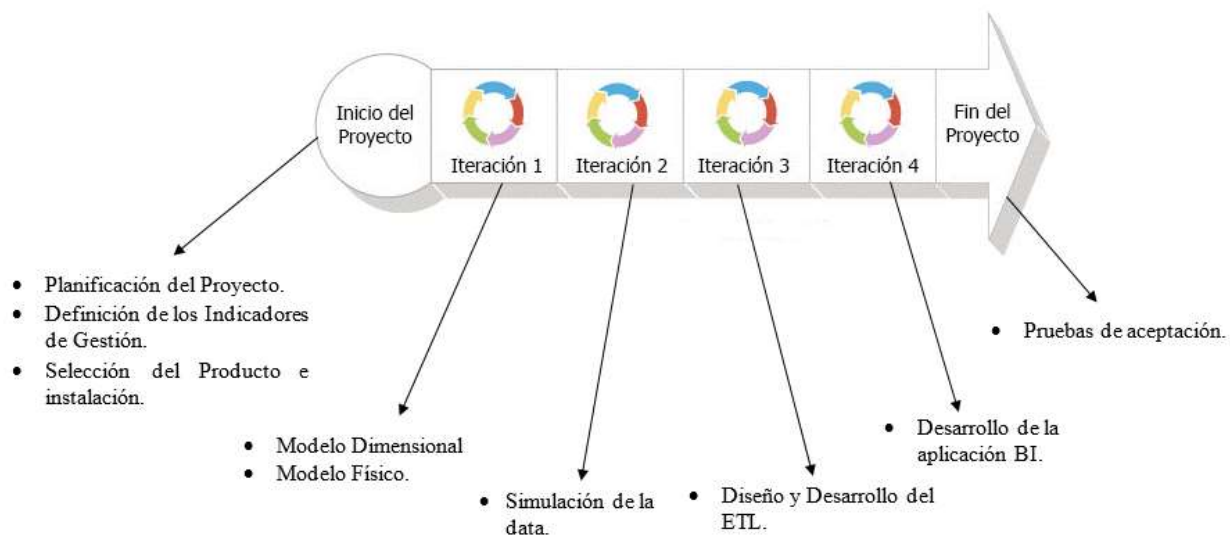 Inicio del
Proyecto
Iteración 1
Iteración 2
Iteración 3
Iteración 4
Fin del
Proyecto
• Planificación del Proyecto.
• Definición de los Indicadores
de Gestión.
• Selección del Producto e
instalación.
• Modelo Dimensional
• Modelo Físico.
• Simulación de la
data.
• Diseño y Desarrollo del
ETL.
• Desarrollo de la
aplicación BI.
• Pruebas de aceptación.